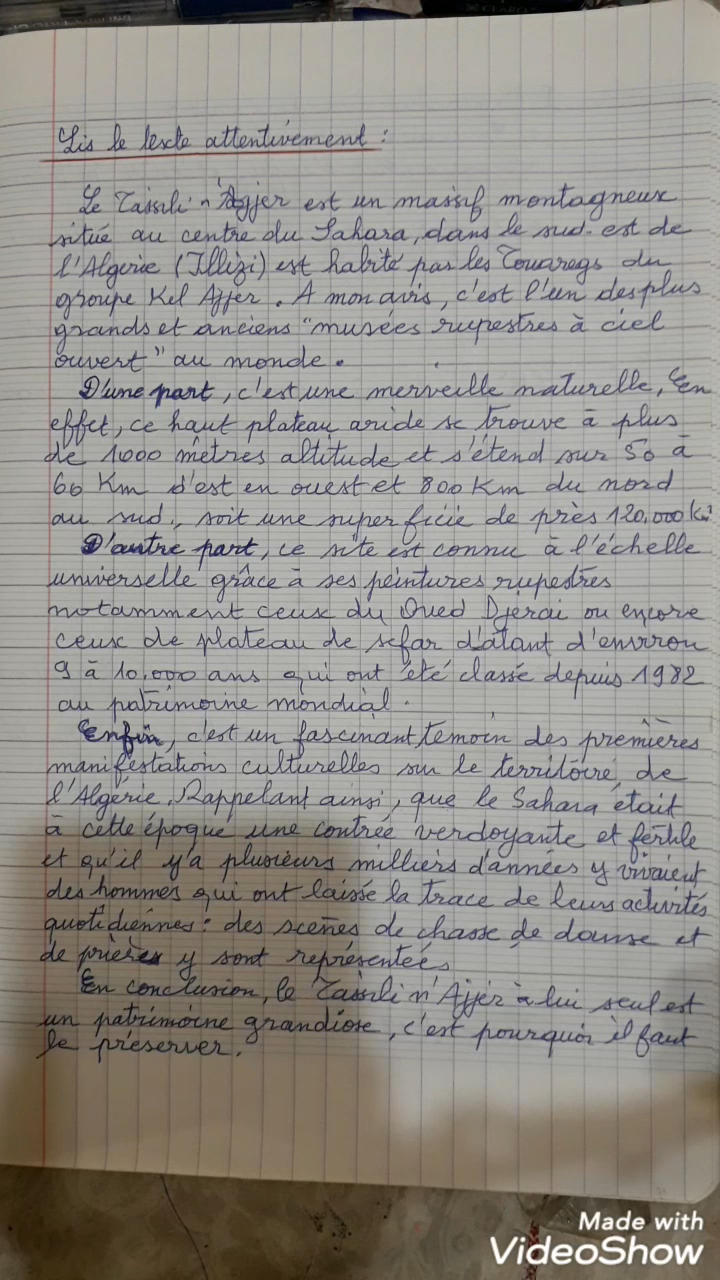 Lis le texte attentivement :
Le Tassili n'Ajjer est un massif montagneux
situé au centre du Sahara, dans le sud-est de
l'Algerie (Illizi) est habité par les Touaregs du
groupe Kel Ajjer. A mon avis, c'est l'un des plus
grands et anciens "musées rupestres à ciel
ouvert" au monde.
D'une part, c'est une merveille naturelle, En
effet, ce haut plateau aride se trouve à plus
de 1000 mètres altitude et s'étend sur 50 à
60 Km d'est en ouest et 800 Km du nord
au sud., soit une superficie de près 120.000 Km²
D'autre part, ce site est connu à l'échelle
universelle grâce à ses peintures rupestres
notamment ceux du Oued Djerai ou encore
ceux de plateau de sefar datant d'environ
9 à 10.000 ans qui ont été classé depuis 1982
au patrimoine mondial.
Enfin, c'est un fascinant temoin des premières
manifestations culturelles sur le territoire, de
l'Algérie, Rappelant ainsi, que le Sahara était
à cette époque une contrée verdoyante et fertile
et qu'il y'a plusieurs milliers d'années y vivaient
des hommes qui ont laissé la trace de leurs activités
quotidiennes : des scènes de chasse, de danse et
de prières y sont représentées
En conclusion, le Tassili n'Ajjer à lui seul est
un patrimoine grandiose, c'est pourquoi il faut
le préserver.
Made with
VideoShow